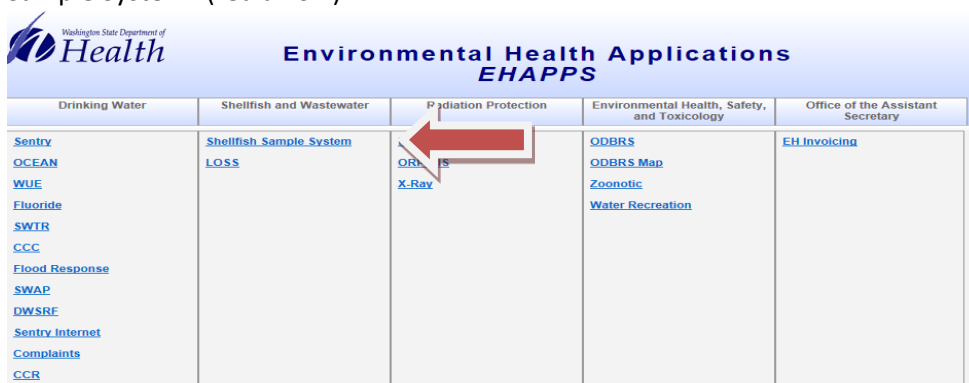 Washington State Department of
Health
Environmental Health Applications
EHAPPS
Drinking Water
Shellfish and Wastewater
Radiation Protection
Environmental Health, Safety,
and Toxicology
Office of the Assistant
Secretary
Sentry
OCEAN
WUE
Fluoride
SWTR
CCC
Flood Response
SWAP
DWSRF
Sentry Internet
Complaints
CCR
Shellfish Sample System
LOSS
X-Ray
ODBRS
ODBRS Map
Zoonotic
Water Recreation
EH Invoicing